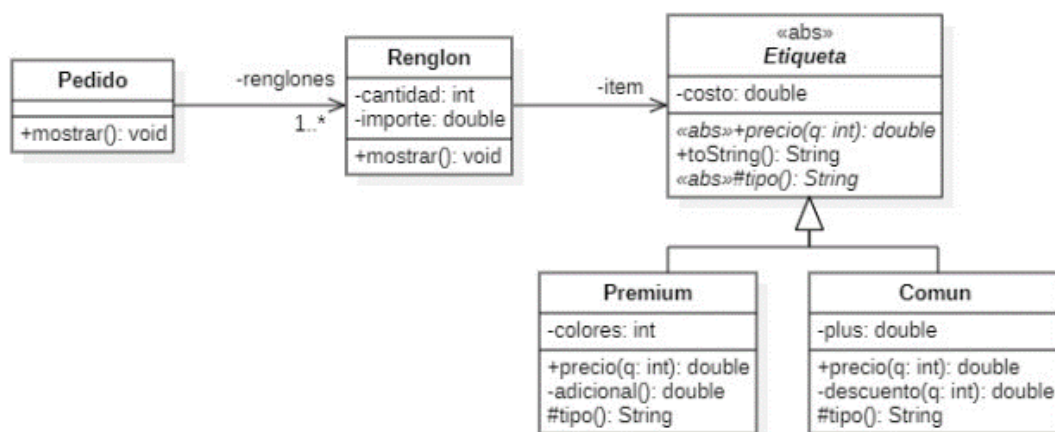 Pedido
+mostrar(): void
-renglones
1..*
Renglon
-cantidad: int
-importe: double
+mostrar(): void
-item
«abs»
Etiqueta
-costo: double
«abs»+precio(q: int): double
+toString(): String
«abs»#tipo(): String
Premium
-colores: int
+precio(q: int): double
-adicional(): double
#tipo(): String
Comun
-plus: double
+precio(q: int): double
-descuento(q: int): double
#tipo(): String